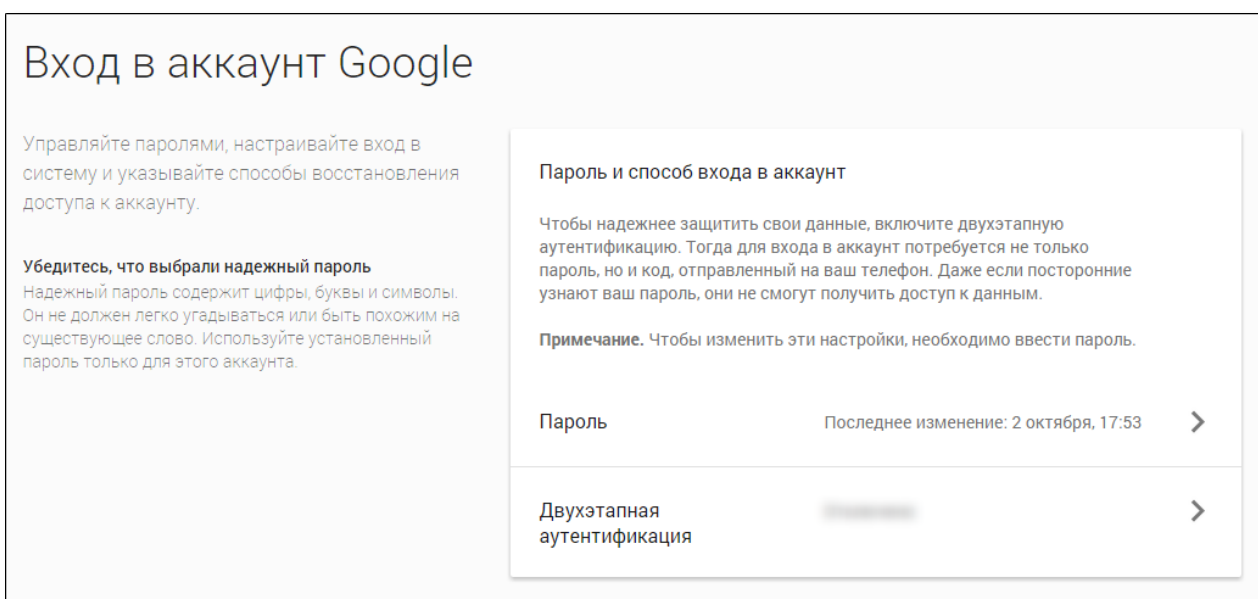 Вход в аккаунт Google
Управляйте паролями, настраивайте вход в
систему и указывайте способы восстановления
доступа к аккаунту.
Убедитесь, что выбрали надежный пароль
Надежный пароль содержит цифры, буквы и символы.
Он не должен легко угадываться или быть похожим на
существующее слово. Используйте установленный
пароль только для этого аккаунта.
Пароль и способ входа в аккаунт
Чтобы надежнее защитить свои данные, включите двухэтапную
аутентификацию. Тогда для входа в аккаунт потребуется не только
пароль, но и код, отправленный на ваш телефон. Даже если посторонние
узнают ваш пароль, они не смогут получить доступ к данным.
Примечание. Чтобы изменить эти настройки, необходимо ввести пароль.
Пароль Последнее изменение: 2 октября, 17:53
Двухэтапная
аутентификация